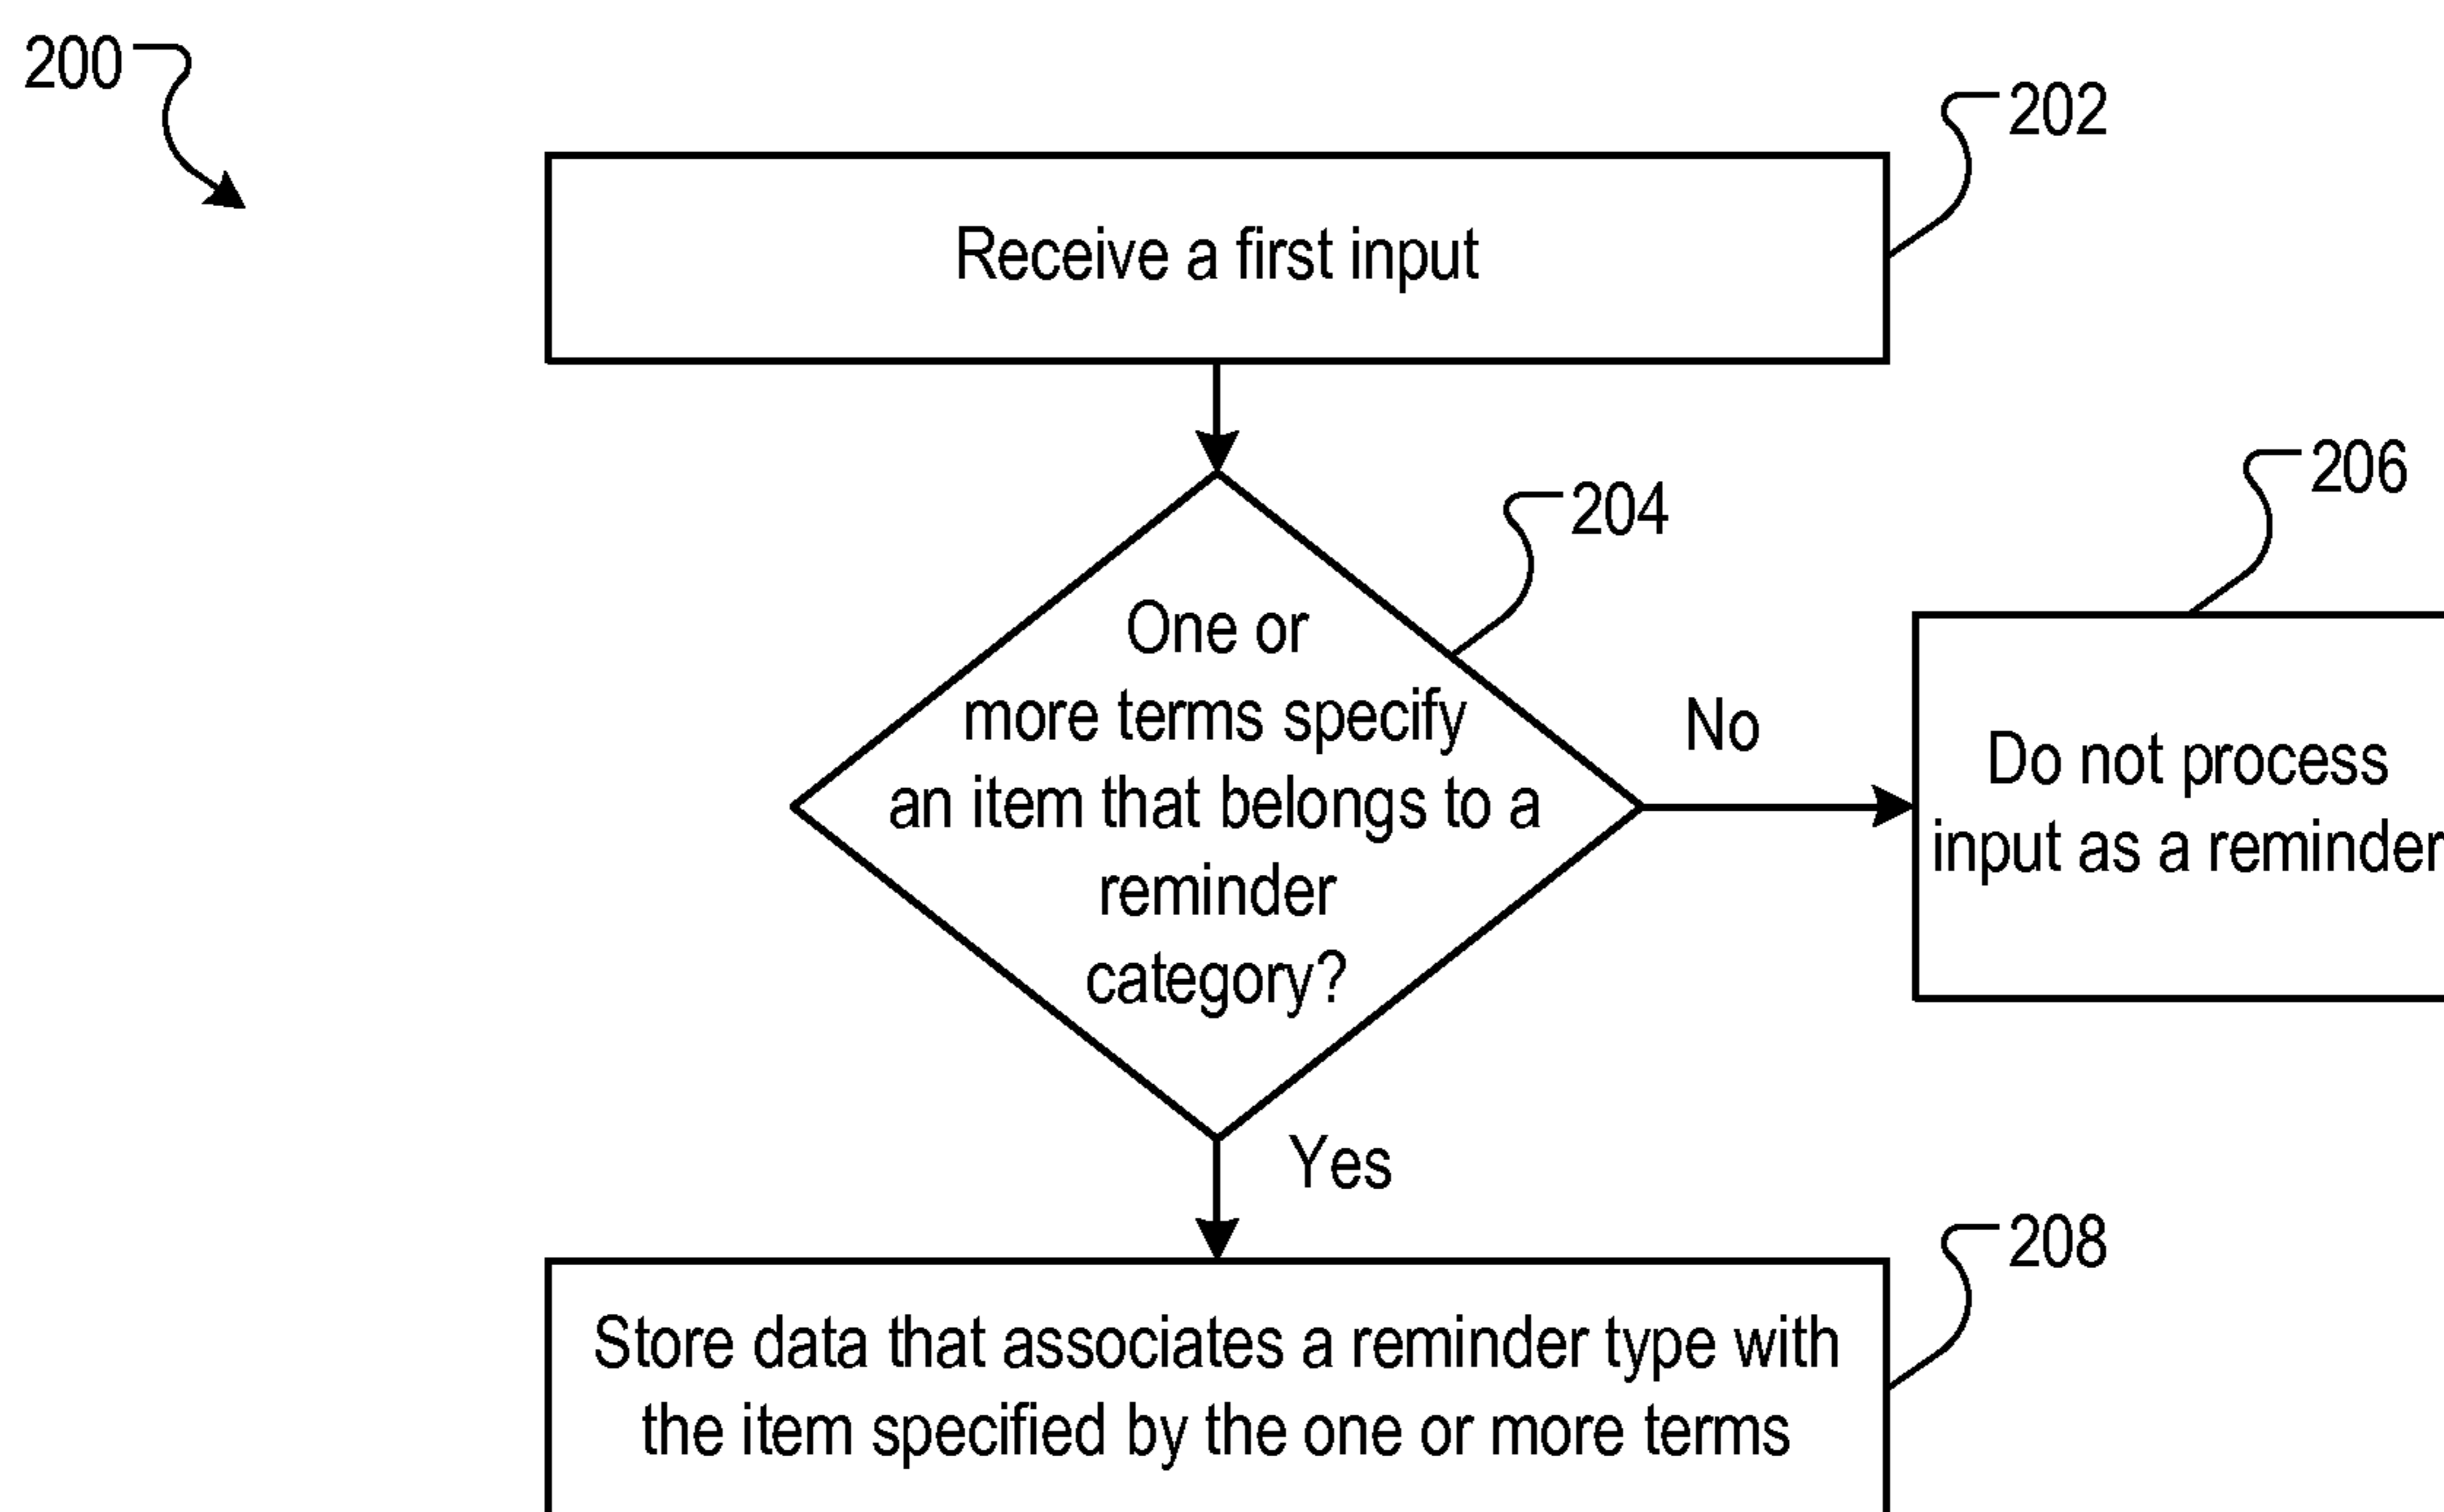 200
202
Receive a first input
206
204
One or
more terms specify
an item that belongs to a
reminder
category?
No
Do not process
input as a reminder
Yes
208
Store data that associates a reminder type with
the item specified by the one or more terms